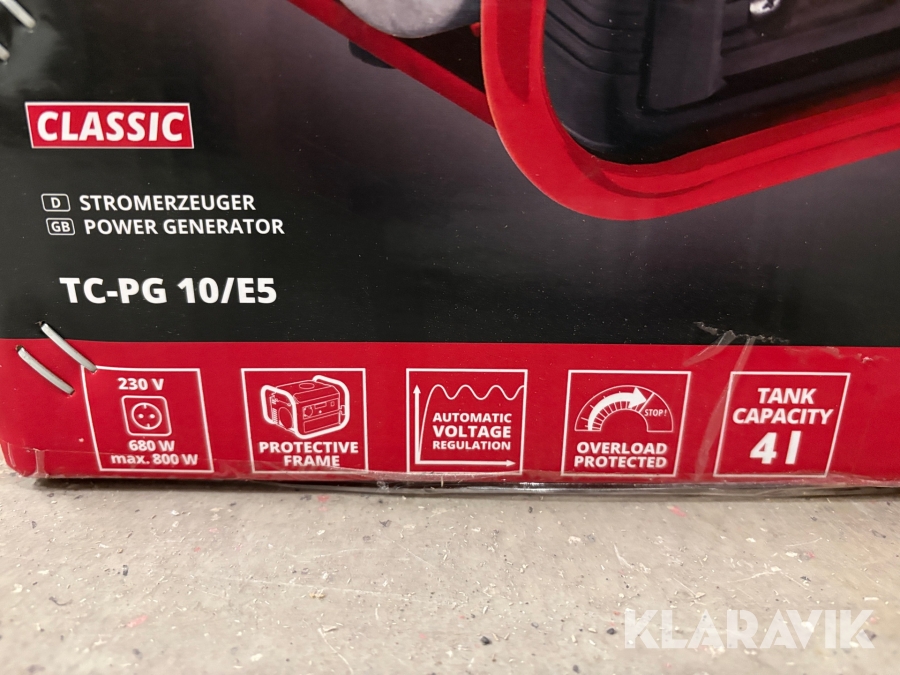 CLASSIC
D STROMERZEUGER
GB POWER GENERATOR
TC-PG 10/E5
230 V
680 W
max. 800 W
PROTECTIVE
FRAME
AUTOMATIC
VOLTAGE
REGULATION
STOP!
OVERLOAD
PROTECTED
TANK
CAPACITY
4 l
KLARAVIK